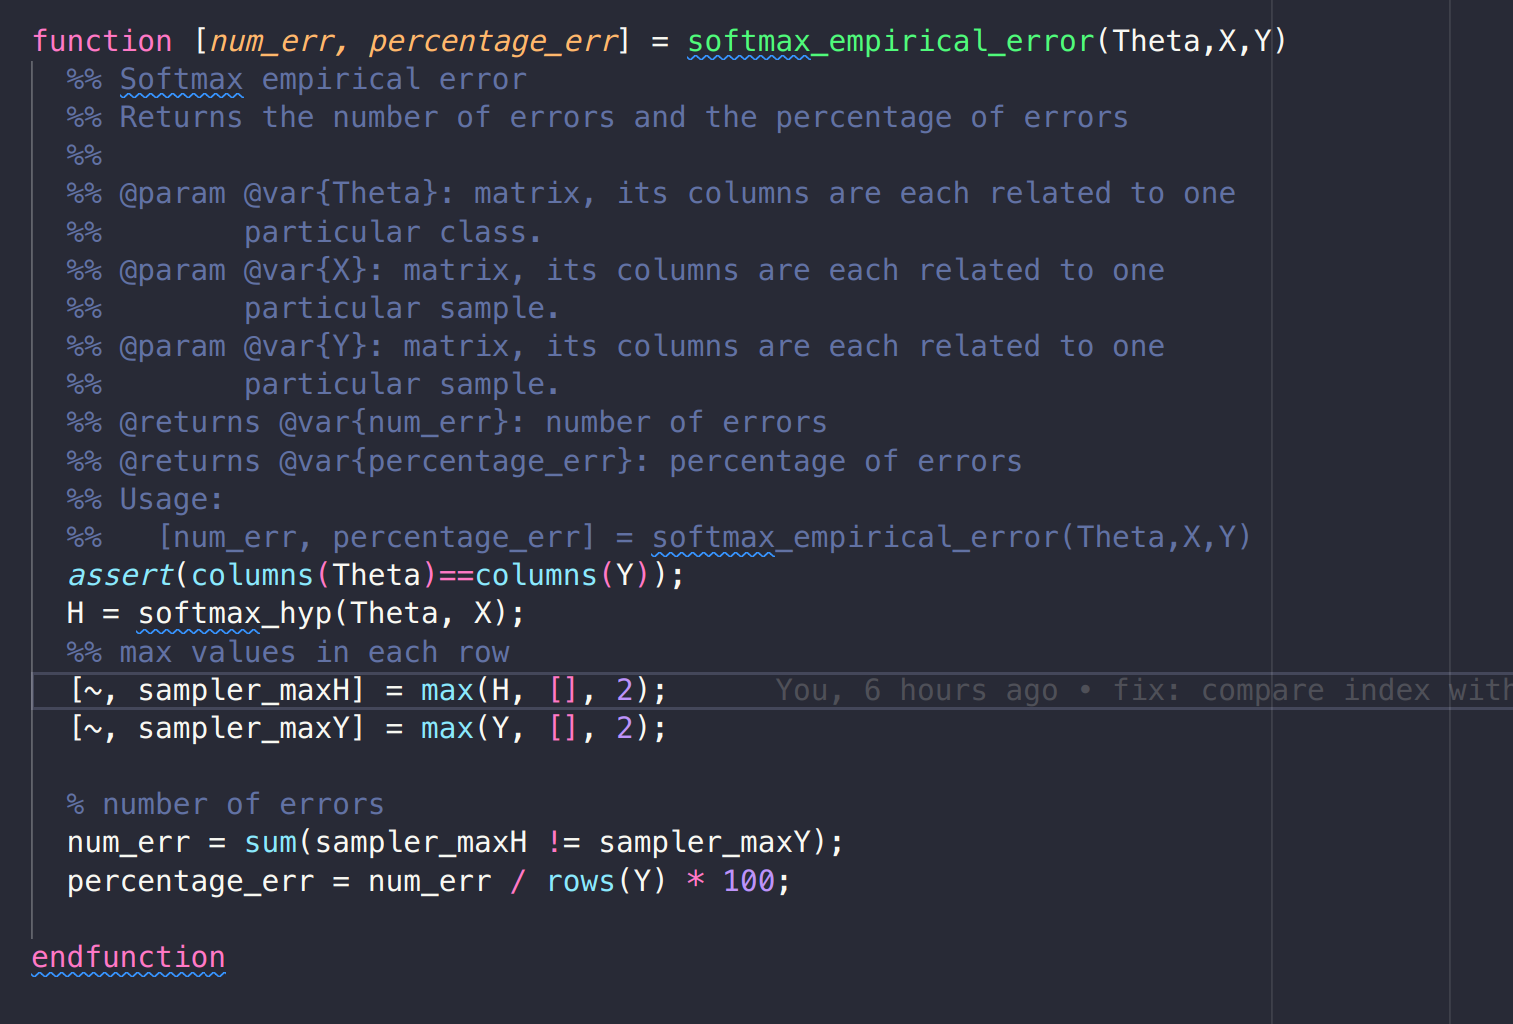 function [num_err, percentage_err] = softmax_empirical_error(Theta,X,Y)
%% Softmax empirical error
%% Returns the number of errors and the percentage of errors
%%
%% @param @var{Theta}: matrix, its columns are each related to one
%%        particular class.
%% @param @var{X}: matrix, its columns are each related to one
%%        particular sample.
%% @param @var{Y}: matrix, its columns are each related to one
%%        particular sample.
%% @returns @var{num_err}: number of errors
%% @returns @var{percentage_err}: percentage of errors
%% Usage:
%%   [num_err, percentage_err] = softmax_empirical_error(Theta,X,Y)
assert(columns(Theta)==columns(Y));
H = softmax_hyp(Theta, X);
%% max values in each row
[~, sampler_maxH] = max(H, [], 2);      You, 6 hours ago • fix: compare index with
[~, sampler_maxY] = max(Y, [], 2);
% number of errors
num_err = sum(sampler_maxH != sampler_maxY);
percentage_err = num_err / rows(Y) * 100;
endfunction